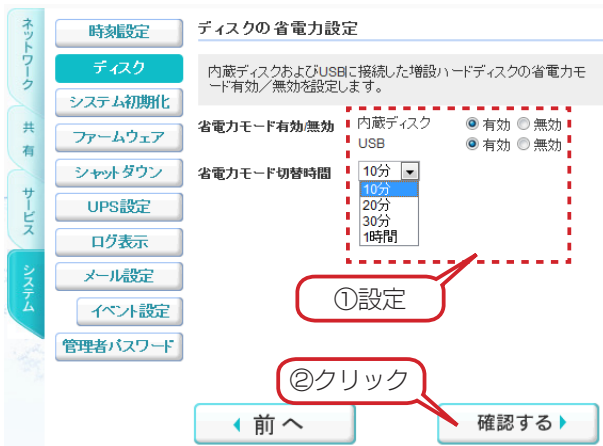 ネットワーク
共有
サービス
システム
時刻設定
ディスク
システム初期化
ファームウェア
シャットダウン
UPS設定
ログ表示
メール設定
イベント設定
管理者パスワード
ディスクの省電力設定
内蔵ディスクおよびUSBに接続した増設ハードディスクの省電力モ
ード有効／無効を設定します。
省電力モード有効/無効 内蔵ディスク 有効 無効
USB 有効 無効
省電力モード切替時間 10分
10分
20分
30分
1時間
①設定
②クリック
前へ
確認する